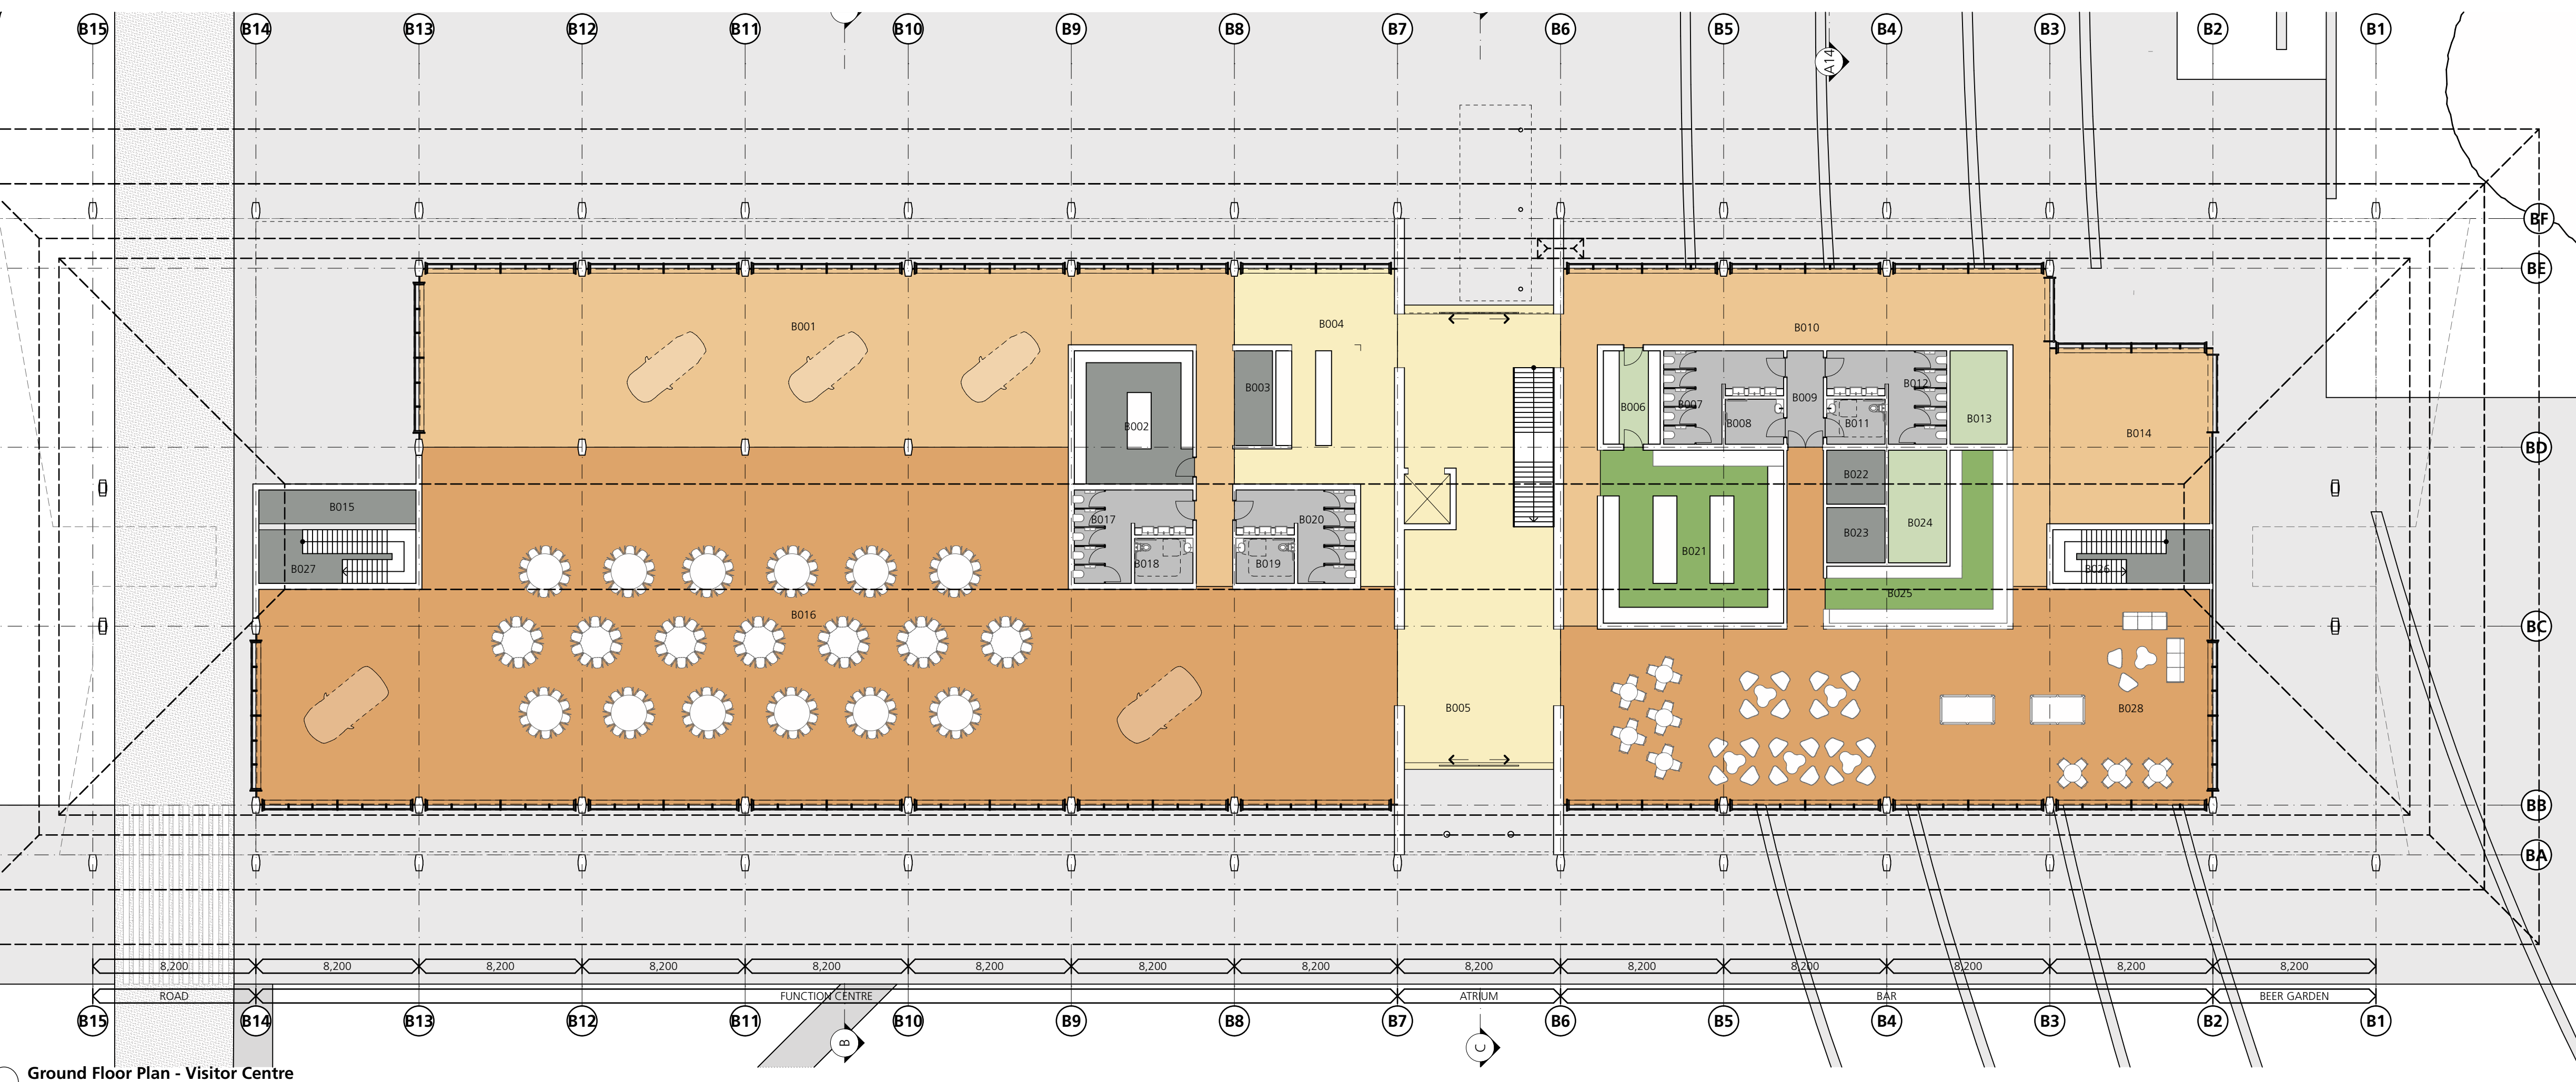 B15 B14 B13 B12 B11 B10 B9 B8 B7 B6 B5 B4 B3 B2 B1
A14
BF
BE
B001 B004 B010
B003 B006 B007 B008 B009 B011 B012 B013
B002 B014
BD
B015 B017 B020 B022 B024
B023 B021
B027 B018 B019 B026
B025
B016
BC
B005 B028
BB
BA
8,200 8,200 8,200 8,200 8,200 8,200 8,200 8,200 8,200 8,200 8,200 8,200 8,200 8,200
ROAD FUNCTION CENTRE ATRIUM BAR BEER GARDEN
B15 B14 B13 B12 B11 B10 B9 B8 B7 B6 B5 B4 B3 B2 B1
B C
Ground Floor Plan - Visitor Centre